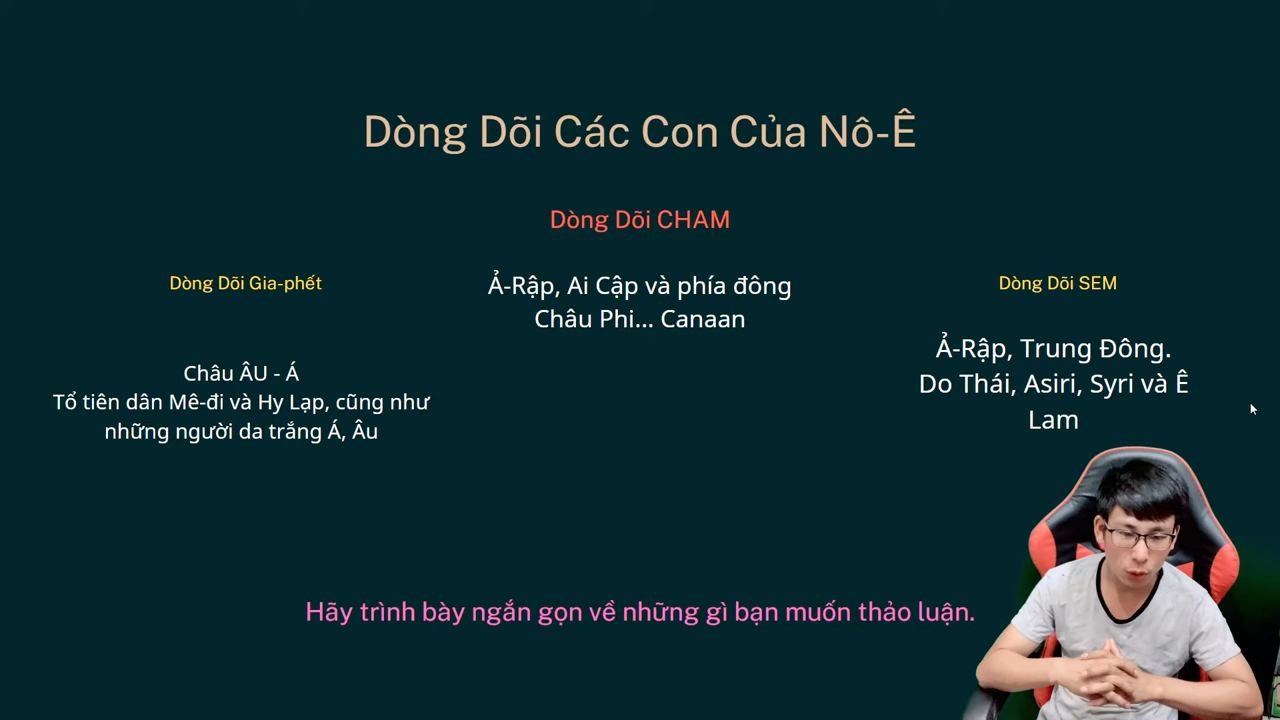 Dòng Dõi Các Con Của Nô-Ê
Dòng Dõi CHAM
Dòng Dõi Gia-phết
Ả-Rập, Ai Cập và phía đông
Châu Phi... Canaan
Dòng Dõi SEM
Châu ÂU - Á
Tổ tiên dân Mê-đi và Hy Lạp, cũng như
những người da trắng Á, Âu
Ả-Rập, Trung Đông.
Do Thái, Asiri, Syri và Ê
Lam
Hãy trình bày ngắn gọn về những gì bạn muốn thảo luận.